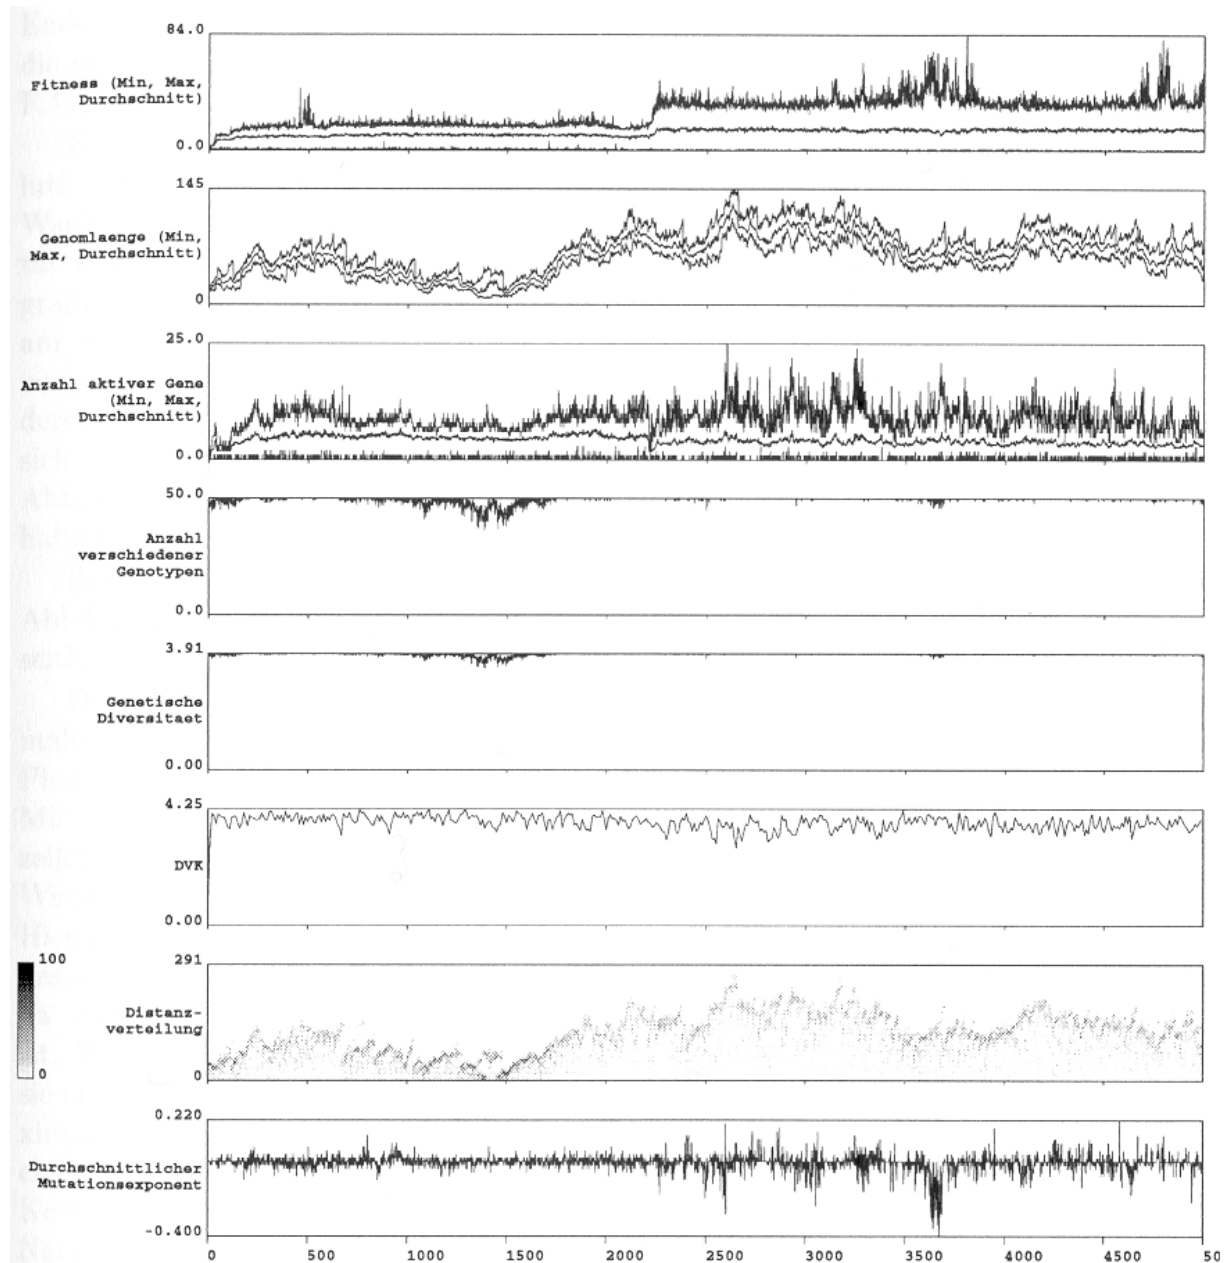 84.0
Fitness (Min, Max,
Durchschnitt)
0.0
145
Genomlaenge (Min,
Max, Durchschnitt)
0
25.0
Anzahl aktiver Gene
(Min, Max,
Durchschnitt)
0.0
50.0
Anzahl
verschiedener
Genotypen
0.0
3.91
Genetische
Diversitaet
0.00
4.25
DVK
0.00
100
0
291
Distanz-
verteilung
0
0.220
Durchschnittlicher
Mutationsexponent
-0.400
0 500 1000 1500 2000 2500 3000 3500 4000 4500 50